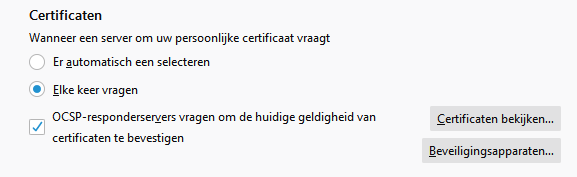 Certificaten
Wanneer een server om uw persoonlijke certificaat vraagt
Er automatisch een selecteren
Elke keer vragen
OCSP-responderservers vragen om de huidige geldigheid van
certificaten te bevestigen
Certificaten bekijken...
Beveiligingsapparaten...